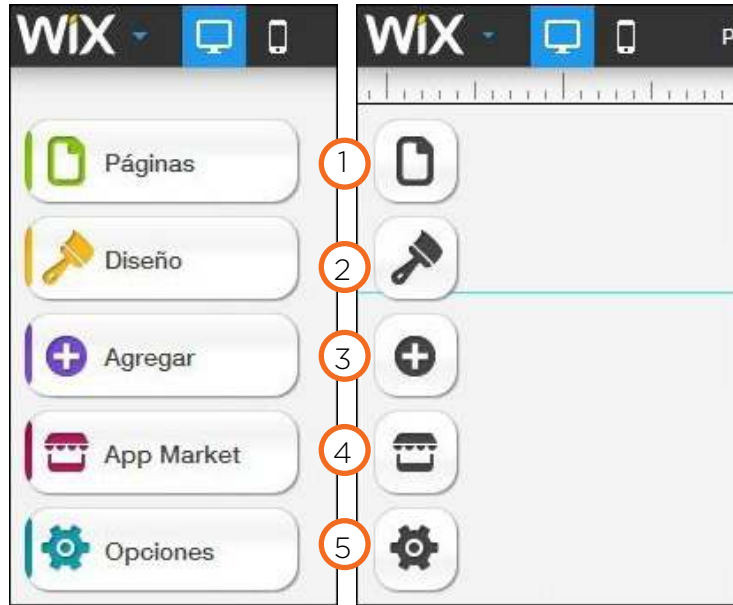 WiX
Páginas
Diseño
Agregar
App Market
Opciones
WiX
P
1
2
3
4
5